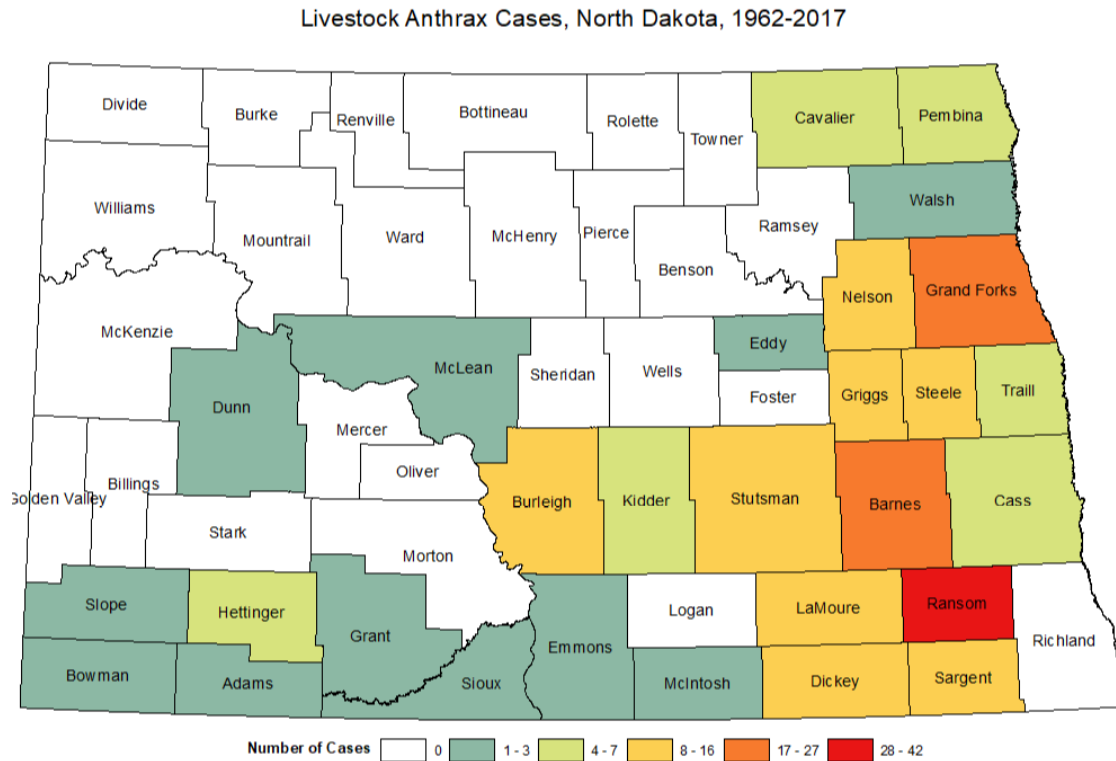 Livestock Anthrax Cases, North Dakota, 1962-2017
Divide
Burke
Renville
Bottineau
Rolette
Towner
Cavalier
Pembina
Williams
Mountrail
Ward
McHenry
Pierce
Benson
Ramsey
Walsh
Nelson
Grand Forks
McKenzie
Dunn
McLean
Sheridan
Wells
Eddy
Foster
Griggs
Steele
Traill
Mercer
Oliver
Golden Valley
Billings
Stark
Morton
Burleigh
Kidder
Stutsman
Barnes
Cass
Slope
Hettinger
Grant
Emmons
Logan
LaMoure
Ransom
Richland
Bowman
Adams
Sioux
McIntosh
Dickey
Sargent
Number of Cases 0 1 - 3 4 - 7 8 - 16 17 - 27 28 - 42